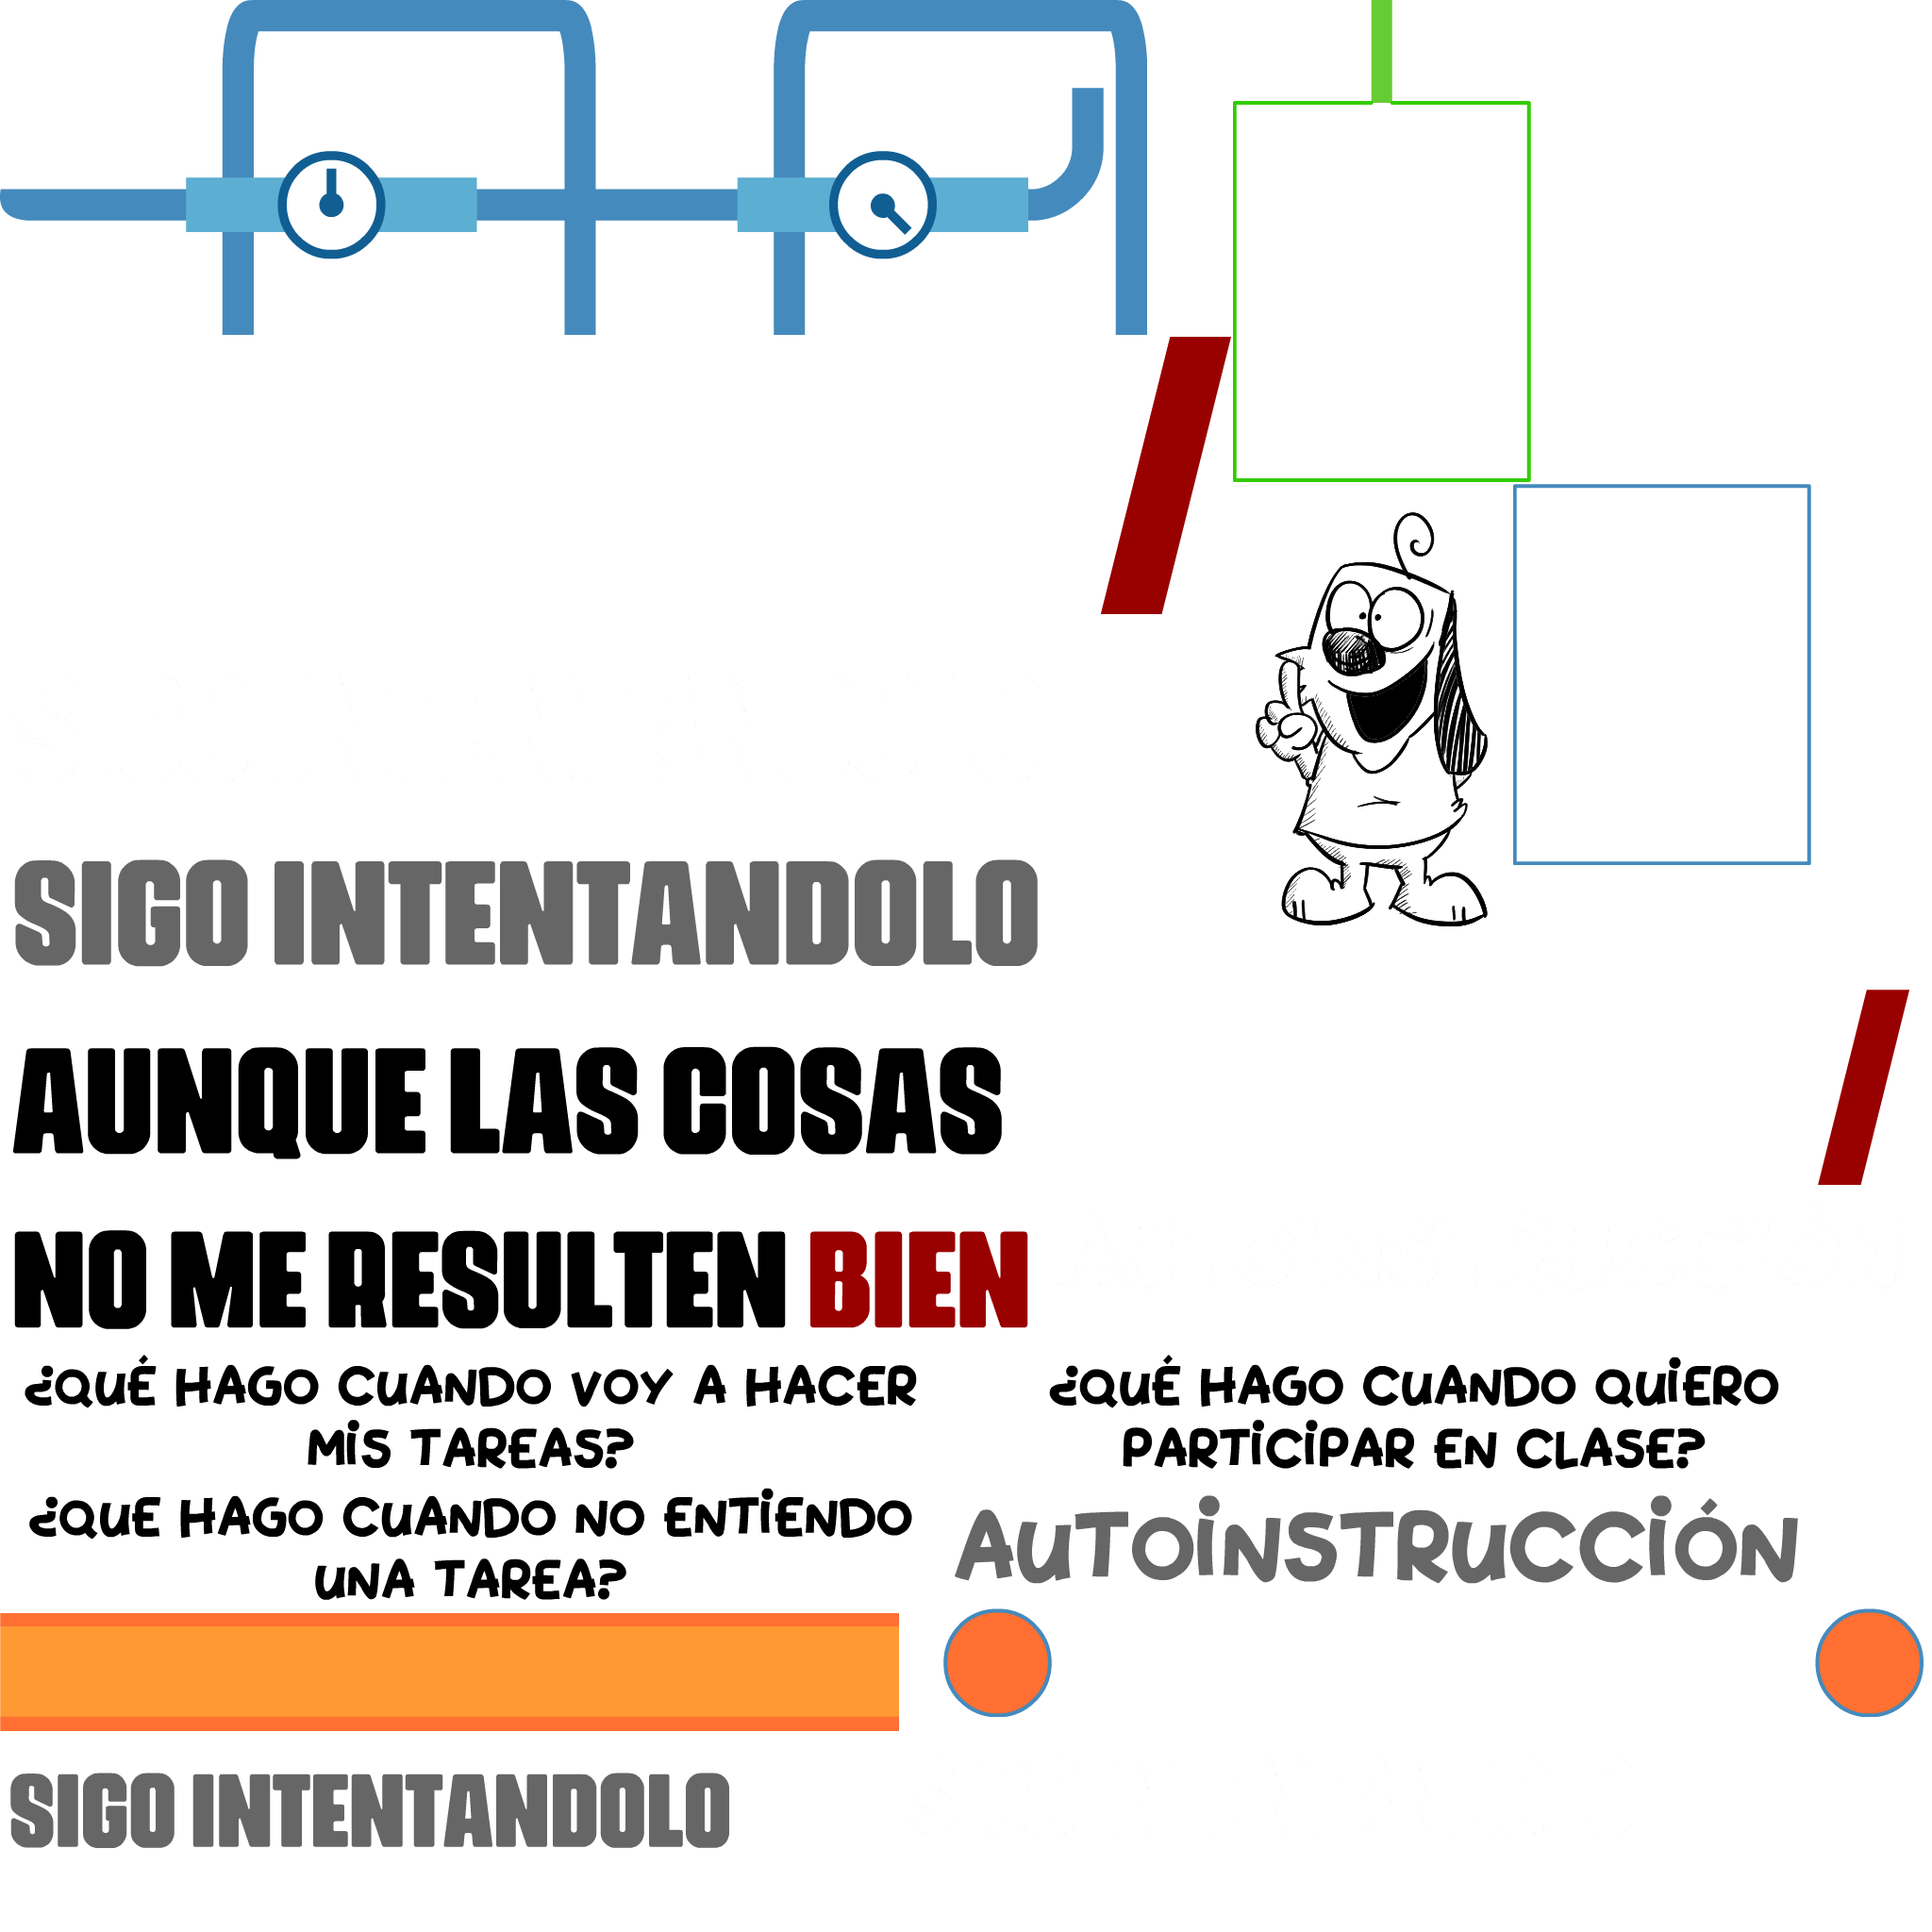 SIGO INTENTANDOLO
AUNQUE LAS COSAS
NO ME RESULTEN BIEN
¿QUÉ HAGO CUANDO VOY A HACER
MIS TAREAS?
¿QUÉ HAGO CUANDO QUIERO
PARTICIPAR EN CLASE?
¿QUE HAGO CUANDO NO ENTIENDO
UNA TAREA?
AUTOINSTRUCCIÓN
SIGO INTENTANDOLO